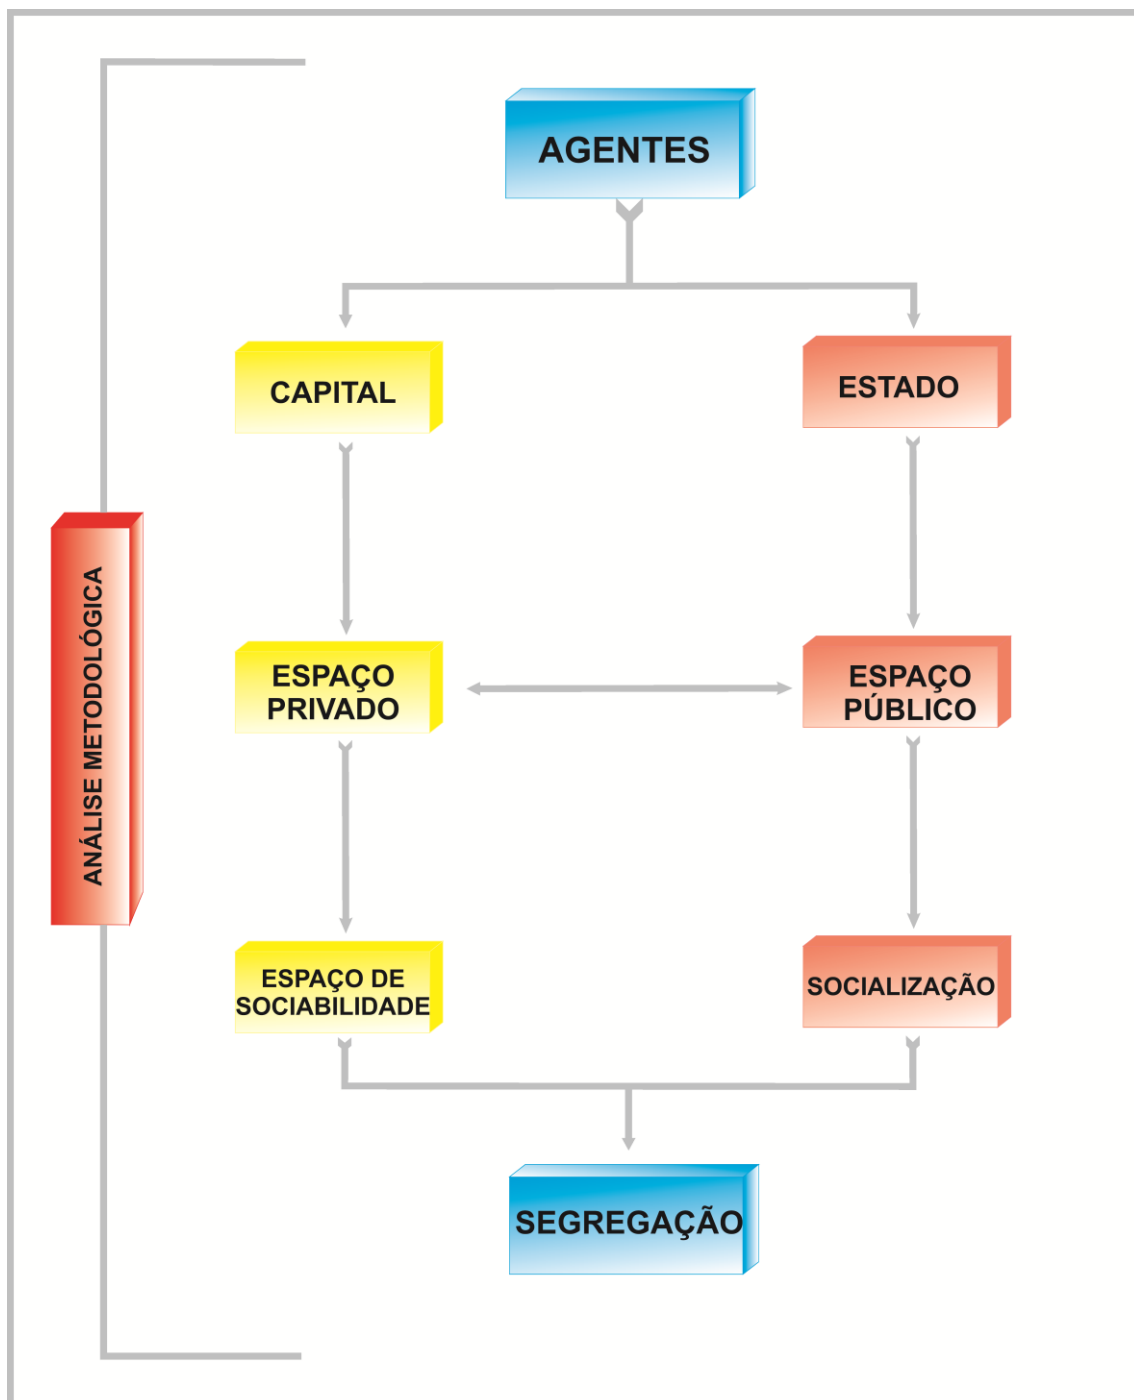 AGENTES
CAPITAL
ESTADO
ANÁLISE METODOLÓGICA
ESPAÇO
PRIVADO
ESPAÇO
PÚBLICO
ESPAÇO DE
SOCIABILIDADE
SOCIALIZAÇÃO
SEGREGAÇÃO